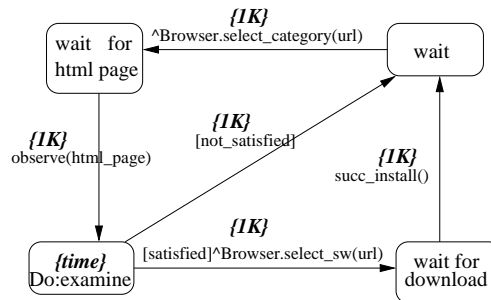 {1K}
^Browser.select_category(url)
wait for
html page
wait
{1K}
[not_satisfied]
{1K}
observe(html_page)
{1K}
succ_install()
{1K}
[satisfied]^Browser.select_sw(url)
{time}
Do:examine
wait for
download